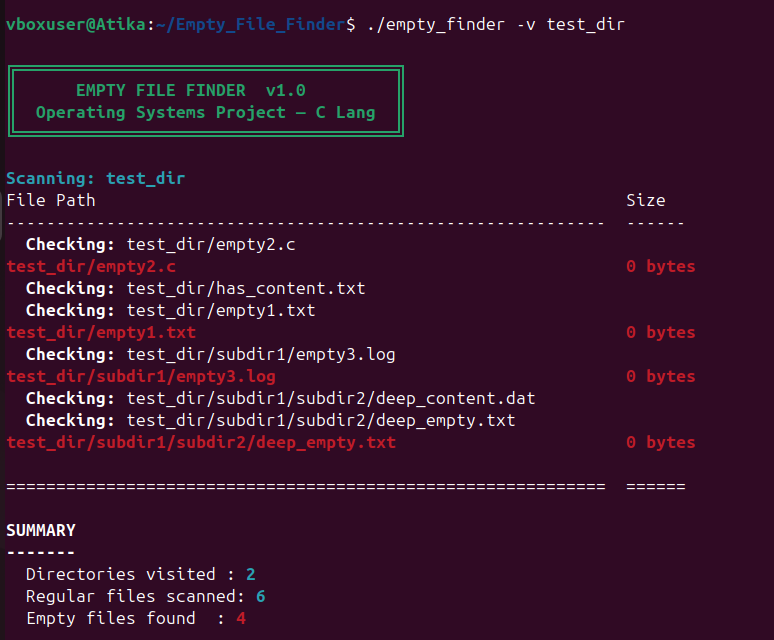 vboxuser@Atika:~/Empty_File_Finder$ ./empty_finder -v test_dir
EMPTY FILE FINDER  v1.0
Operating Systems Project — C Lang
Scanning: test_dir
File Path                                                     Size
------------------------------------------------------------  ------
  Checking: test_dir/empty2.c
test_dir/empty2.c                                             0 bytes
  Checking: test_dir/has_content.txt
  Checking: test_dir/empty1.txt
test_dir/empty1.txt                                           0 bytes
  Checking: test_dir/subdir1/empty3.log
test_dir/subdir1/empty3.log                                   0 bytes
  Checking: test_dir/subdir1/subdir2/deep_content.dat
  Checking: test_dir/subdir1/subdir2/deep_empty.txt
test_dir/subdir1/subdir2/deep_empty.txt                       0 bytes
============================================================  ======
SUMMARY
-------
  Directories visited : 2
  Regular files scanned: 6
  Empty files found  : 4